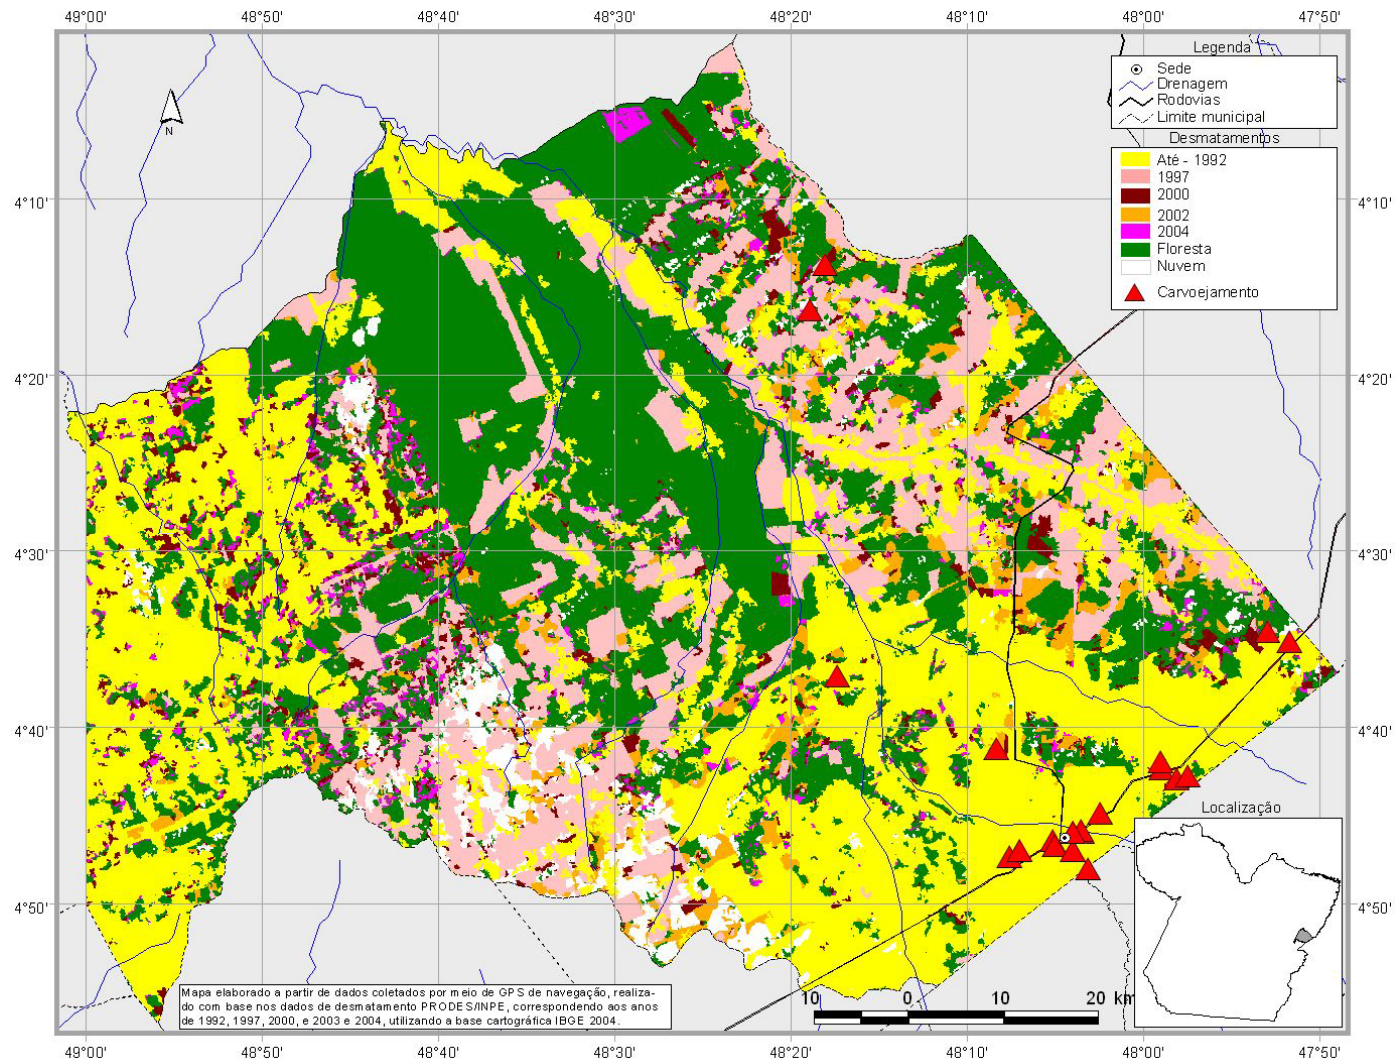 49°00' 48°50' 48°40' 48°30' 48°20' 48°10' 48°00' 47°50'
Legenda
Sede
Drenagem
Rodovias
Limite municipal
Desmatamentos
Até - 1992
1997
2000
2002
2004
Floresta
Nuvem
Carvoejamento
N
4°10' 4°10'
4°20' 4°20'
4°30' 4°30'
4°40' 4°40'
4°50' 4°50'
Localização
Mapa elaborado a partir de dados coletados por meio de GPS de navegação, realiza-
do com base nos dados de desmatamento PRODES/INPE, correspondendo aos anos
de 1992, 1997, 2000, e 2003 e 2004, utilizando a base cartográfica IBGE 2004.
10 0 10 20 km
49°00' 48°50' 48°40' 48°30' 48°20' 48°10' 48°00' 47°50'